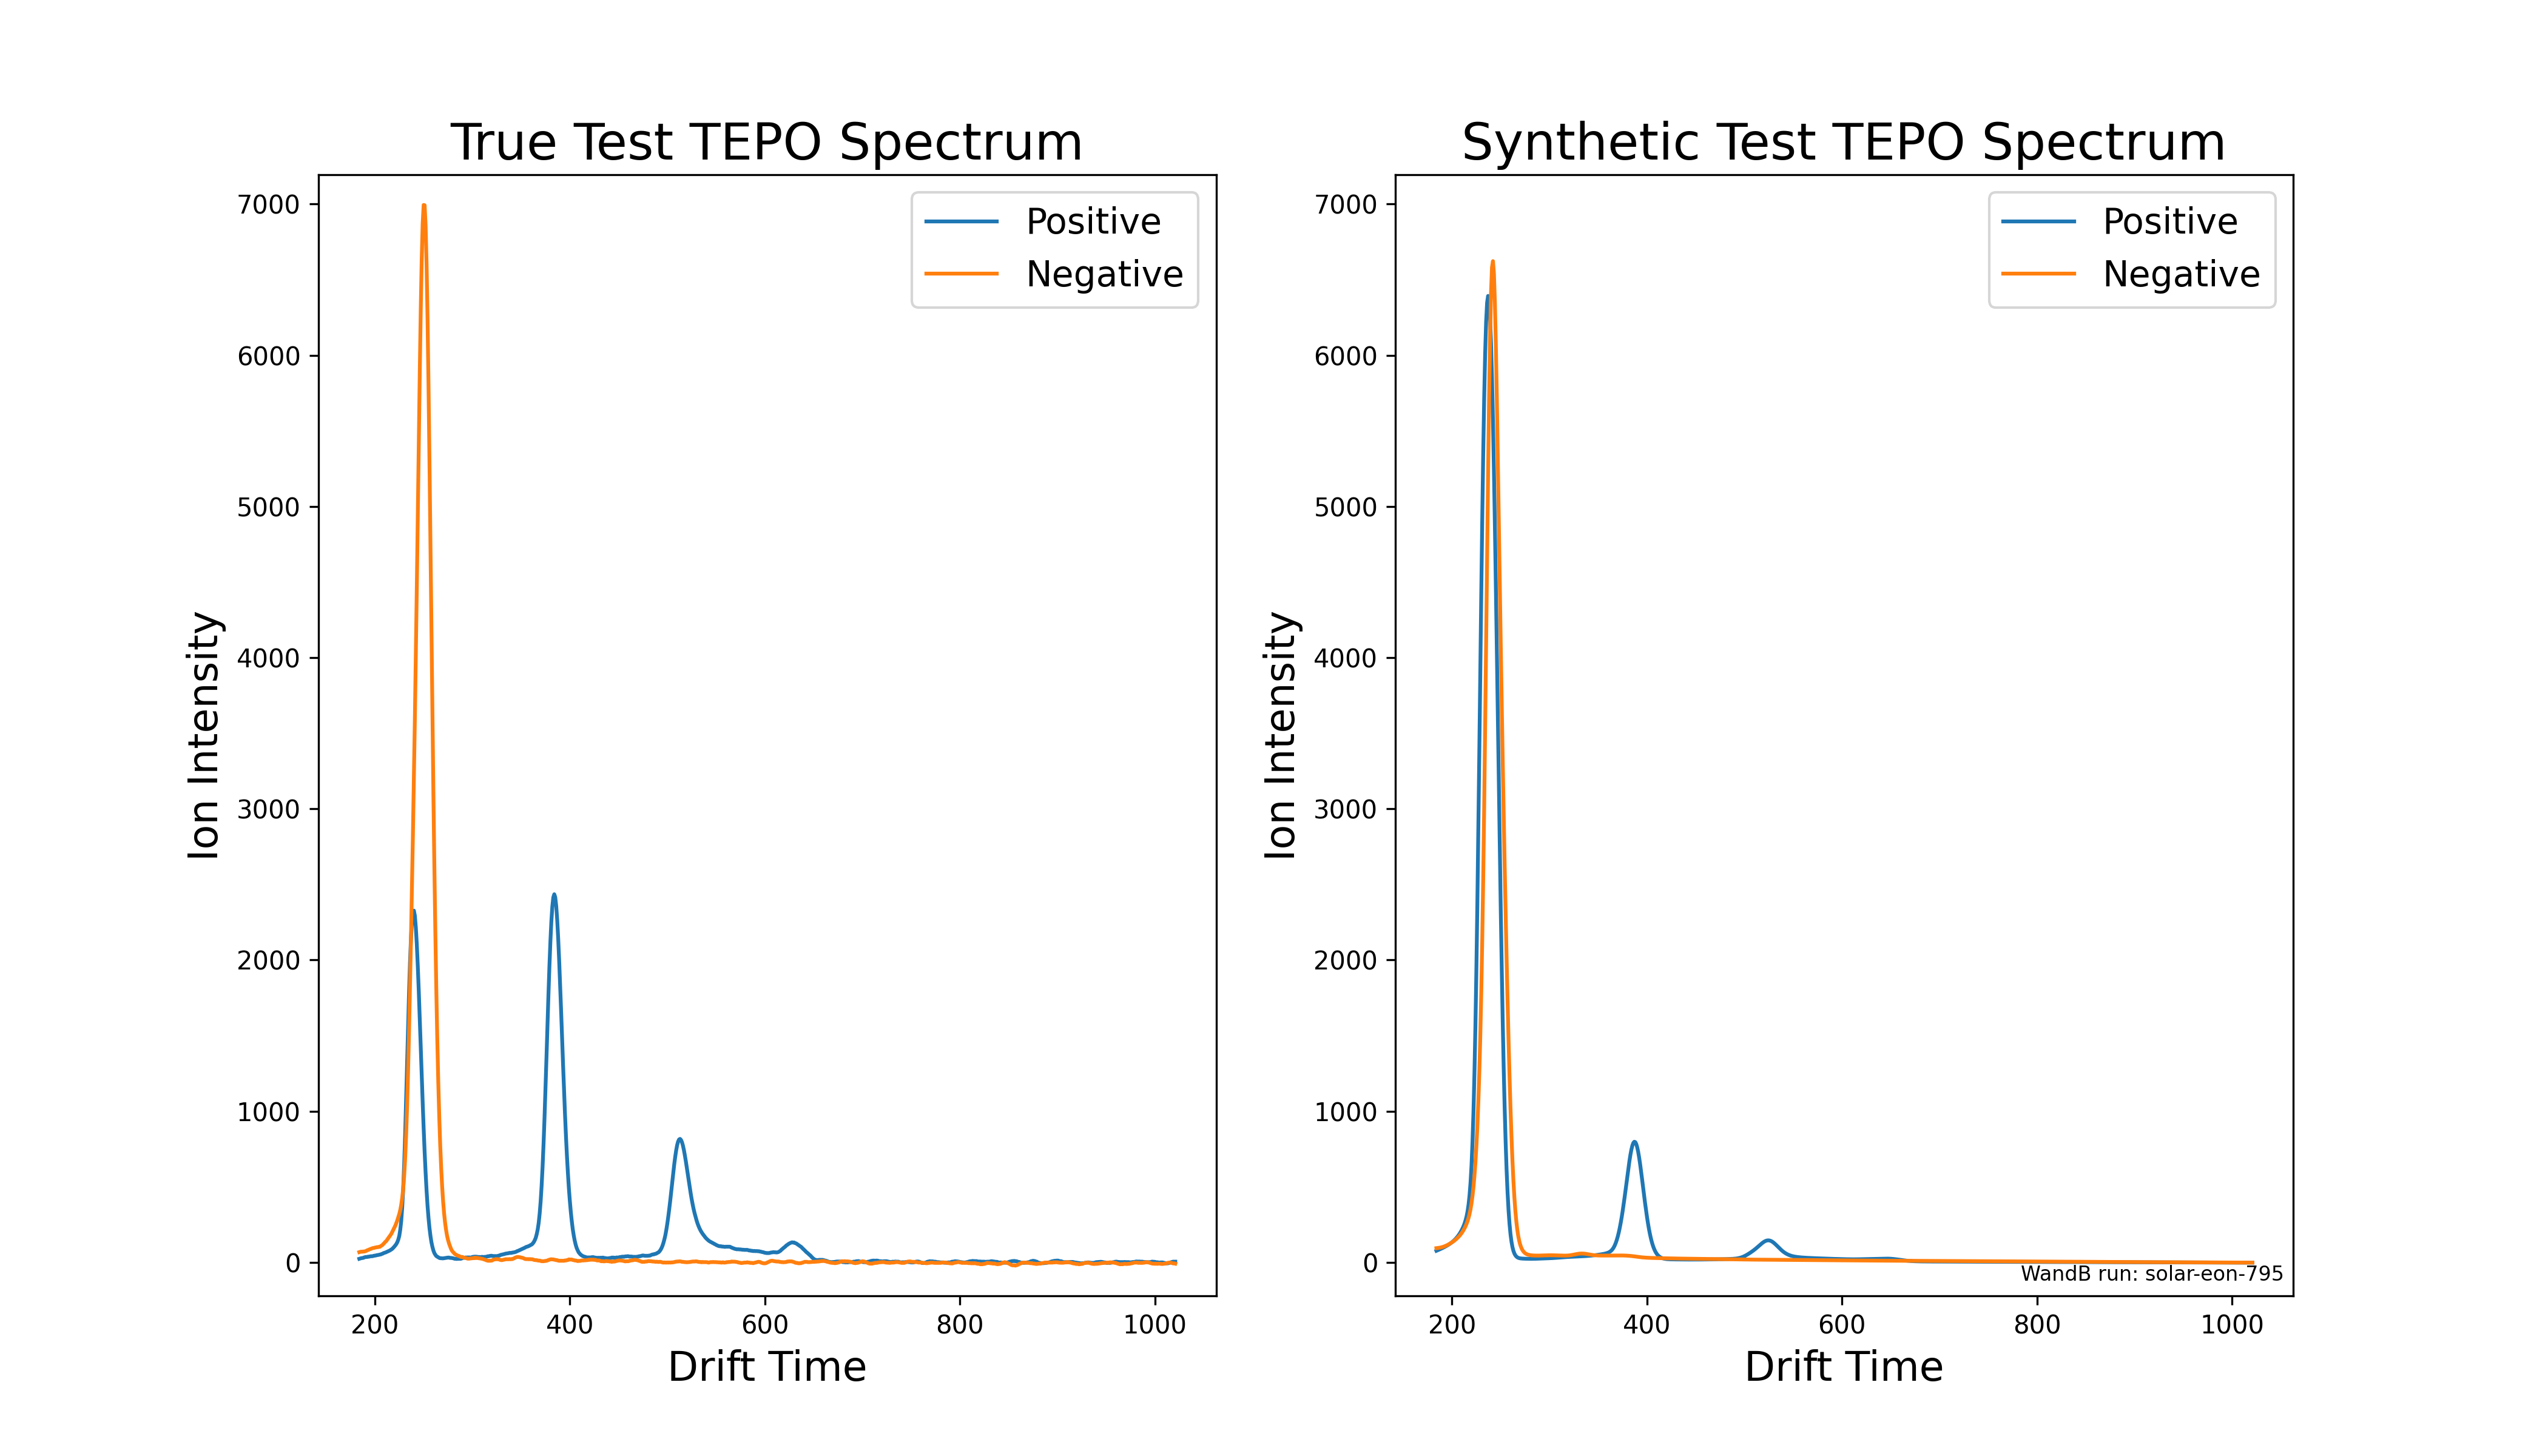 True Test TEPO Spectrum
7000
6000
5000
4000
3000
2000
1000
0
Ion Intensity
200 400 600 800 1000
Drift Time
Positive
Negative
Synthetic Test TEPO Spectrum
7000
6000
5000
4000
3000
2000
1000
0
Ion Intensity
200 400 600 800 1000
Drift Time
Positive
Negative
WandB run: solar-eon-795